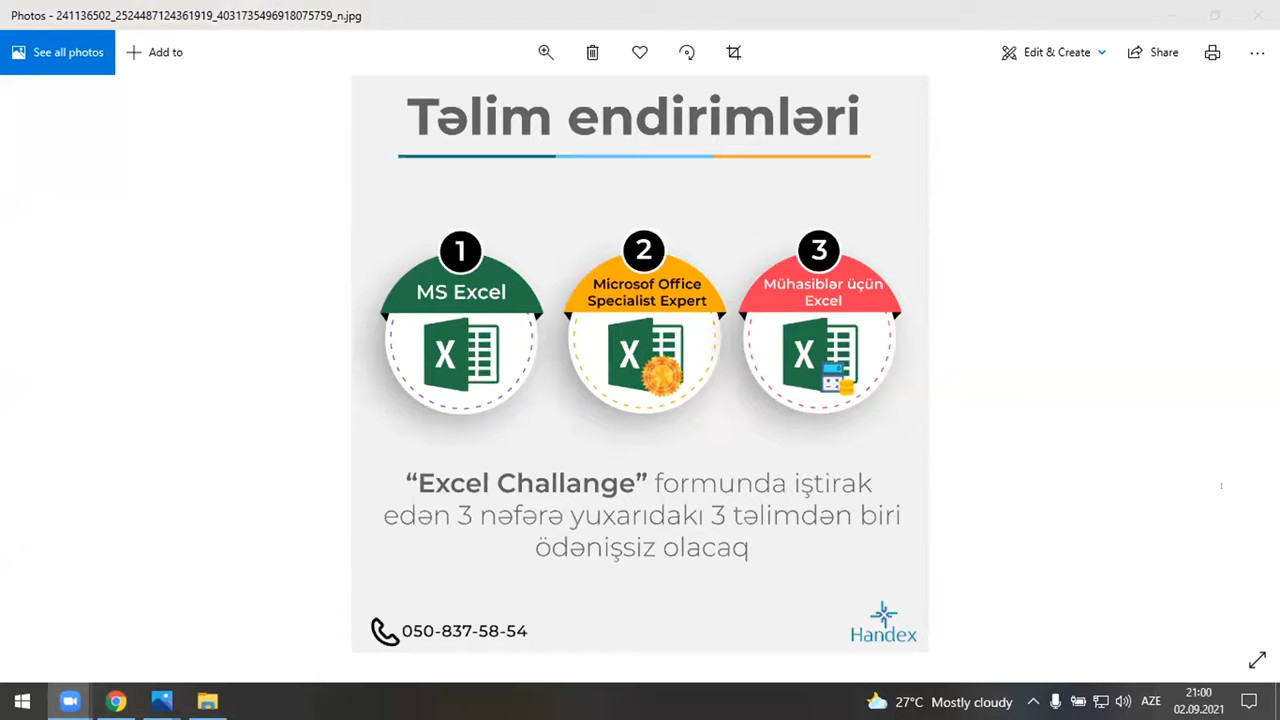 Photos - 241136502_2524487124361919_4031735496918075759_n.jpg
See all photos
Add to
Edit & Create
Share
Təlim endirimləri
1
MS Excel
2
Microsof Office
Specialist Expert
3
Mühasiblər üçün
Excel
“Excel Challange” formunda iştirak
edən 3 nəfərə yuxarıdakı 3 təlimdən biri
ödənişsiz olacaq
050-837-58-54
Handex
27°C Mostly cloudy
AZE
21:00
02.09.2021